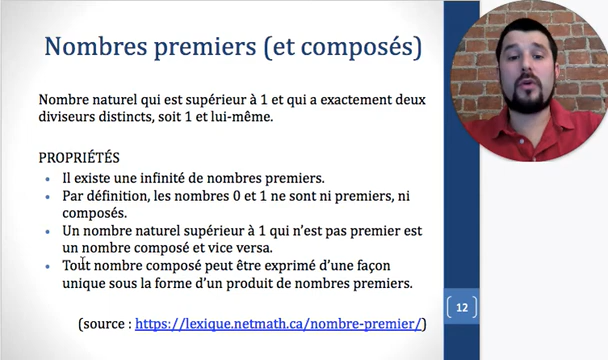 Nombres premiers (et composés)
Nombre naturel qui est supérieur à 1 et qui a exactement deux
diviseurs distincts, soit 1 et lui-même.
PROPRIÉTÉS
• Il existe une infinité de nombres premiers.
• Par définition, les nombres 0 et 1 ne sont ni premiers, ni
composés.
• Un nombre naturel supérieur à 1 qui n’est pas premier est
un nombre composé et vice versa.
• Tout nombre composé peut être exprimé d’une façon
unique sous la forme d’un produit de nombres premiers.
(source : https://lexique.netmath.ca/nombre-premier/)
12